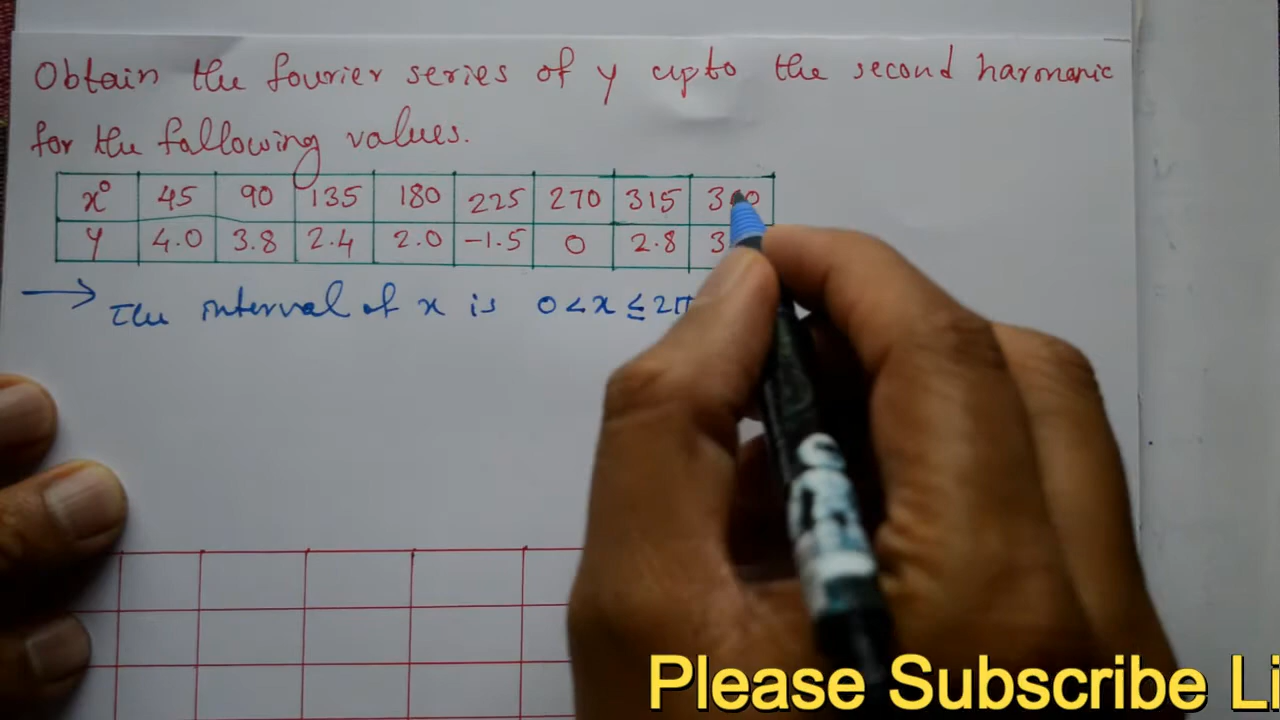 Obtain the fourier series of y upto the second harmonic
for the following values.
x° 45 90 135 180 225 270 315
y 4.0 3.8 2.4 2.0 -1.5 0 2.8
The interval of x is 0 < x ≤ 2π
Please Subscribe Li